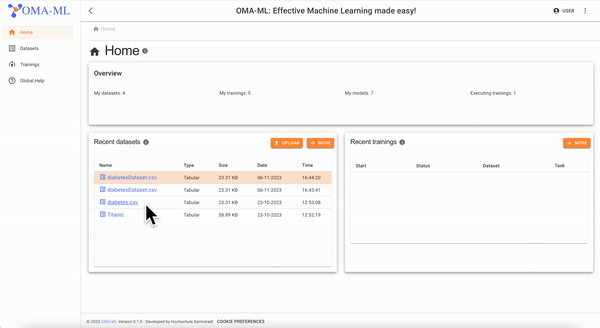 OMA-ML
OMA-ML: Effective Machine Learning made easy!
USER
Home
Datasets
Trainings
Global Help
Home
Home
Overview
My datasets: 4 My trainings: 5 My models: 7 Executing trainings: 1
Recent datasets UPLOAD MORE
Name Type Size Date Time
diabetesDataset.csv Tabular 23.31 KB 06-11-2023 16:44:20
diabetesDataset.csv Tabular 23.31 KB 06-11-2023 16:43:41
diabetes.csv Tabular 23.31 KB 23-10-2023 12:53:08
Titanic Tabular 58.89 KB 23-10-2023 12:52:19
Recent trainings MORE
Start Status Dataset Task
© 2023 OMA-ML Version 0.1.0 - Developed by Hochschule Darmstadt COOKIE PREFERENCES